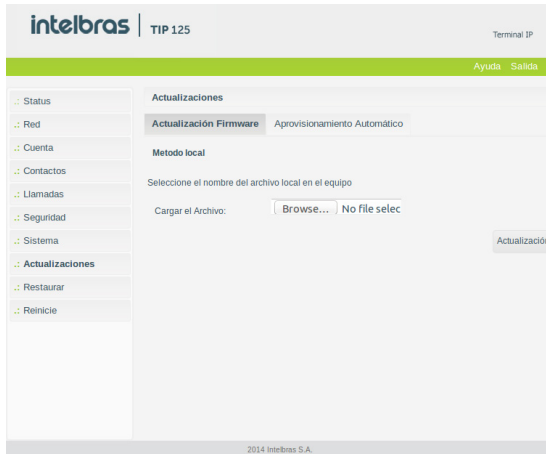 intelbras TIP 125
Terminal IP
Ayuda Salida
.: Status
.: Red
.: Cuenta
.: Contactos
.: Llamadas
.: Seguridad
.: Sistema
.: Actualizaciones
.: Restaurar
.: Reinicie
Actualizaciones
Actualización Firmware Aprovisionamiento Automático
Metodo local
Seleccione el nombre del archivo local en el equipo
Cargar el Archivo: Browse... No file selec
Actualización
2014 Intelbras S.A.